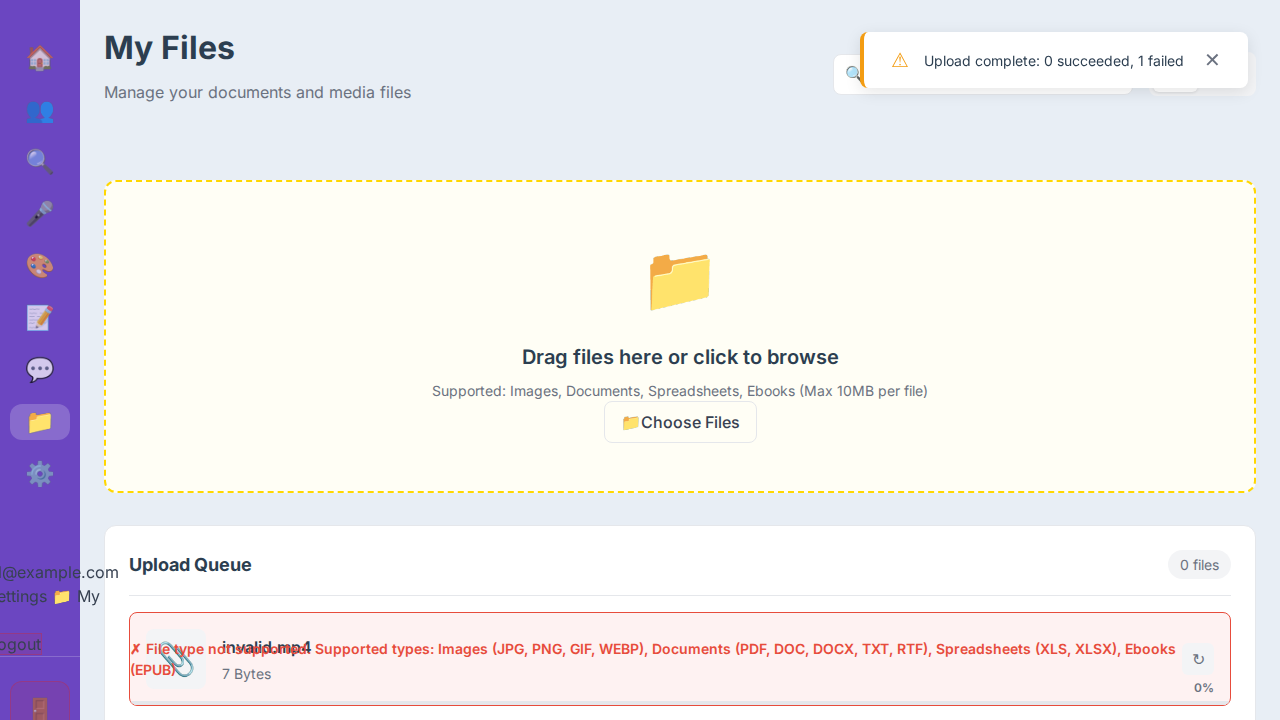 My Files
Manage your documents and media files
Upload complete: 0 succeeded, 1 failed
Drag files here or click to browse
Supported: Images, Documents, Spreadsheets, Ebooks (Max 10MB per file)
Choose Files
Upload Queue
0 files
invalid.mp4
✗ File type not supported. Supported types: Images (JPG, PNG, GIF, WEBP), Documents (PDF, DOC, DOCX, TXT, RTF), Spreadsheets (XLS, XLSX), Ebooks
(EPUB)
7 Bytes
0%
@example.com
ettings 📁 My
ogout